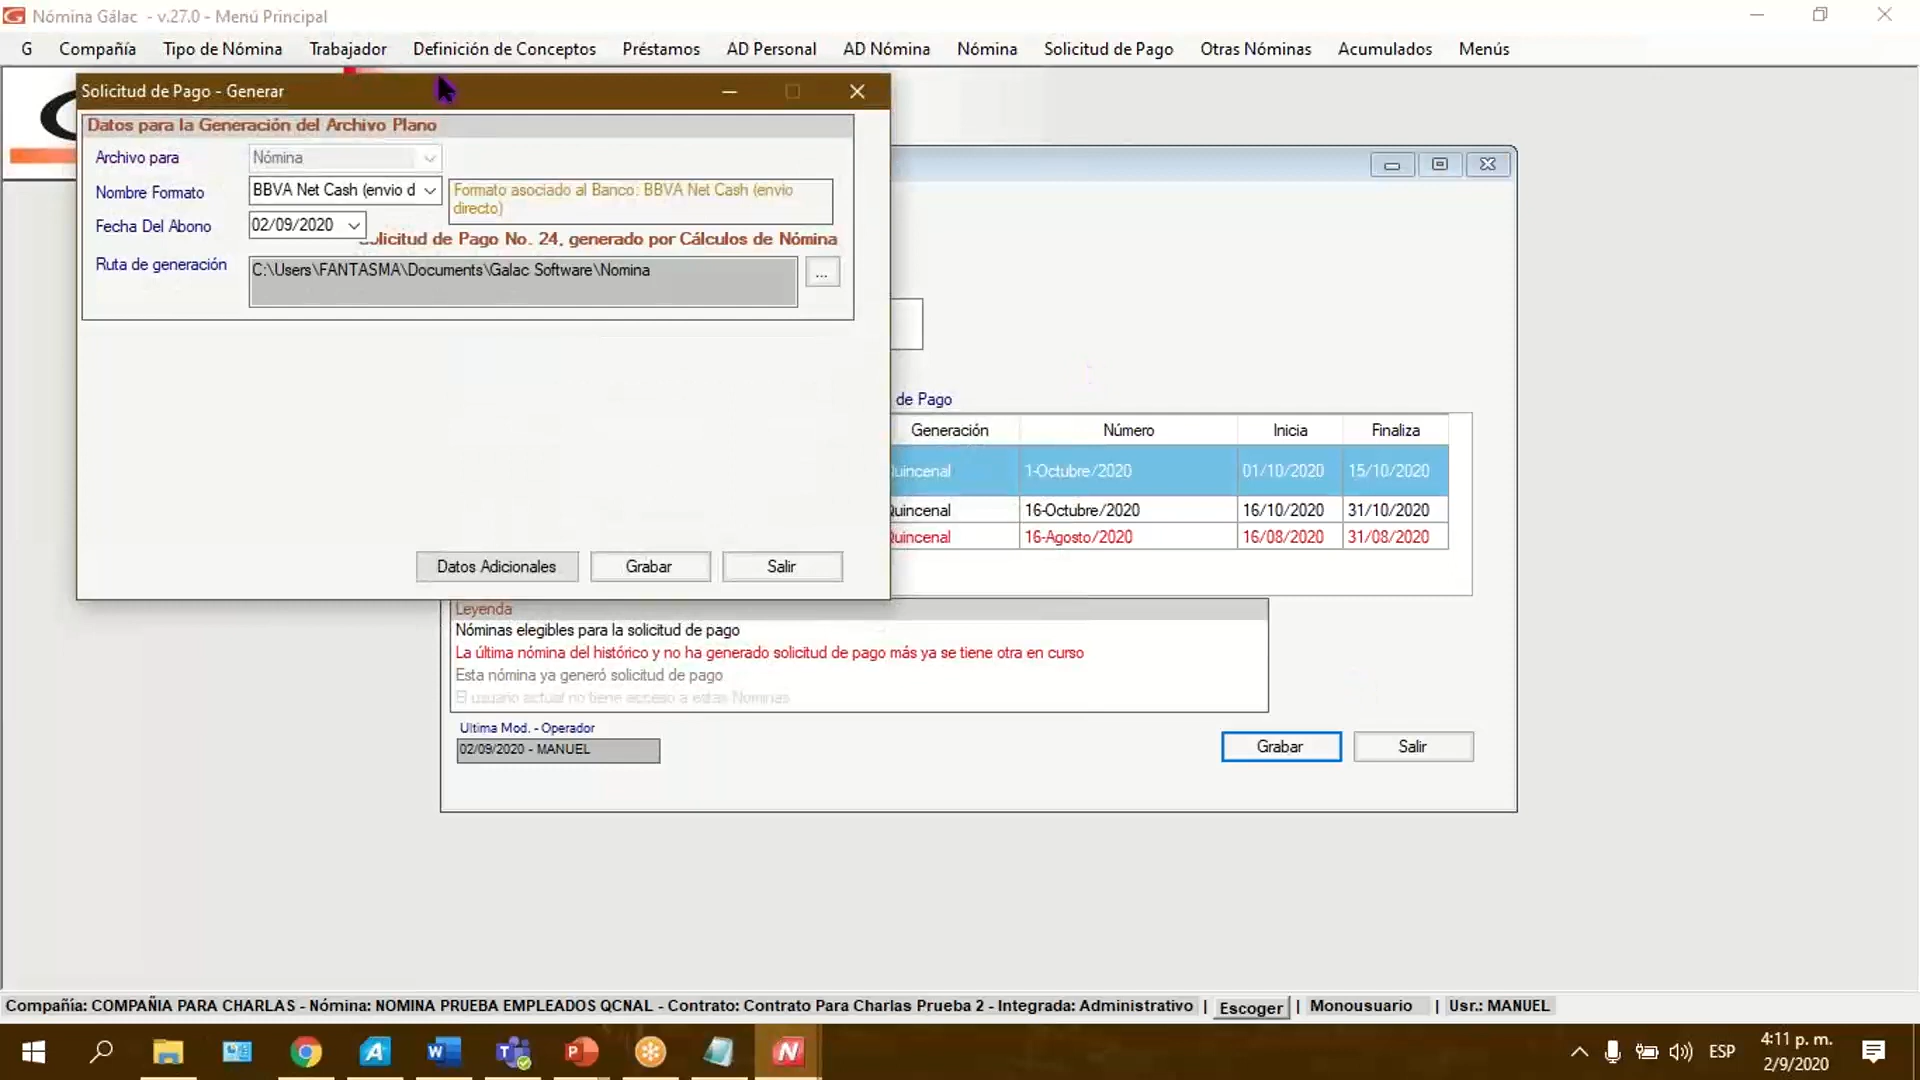 Nómina Gálac - v.27.0 - Menú Principal
G Compañía Tipo de Nómina Trabajador Definición de Conceptos Préstamos AD Personal AD Nómina Nómina Solicitud de Pago Otras Nóminas Acumulados Menús
Solicitud de Pago - Generar
Datos para la Generación del Archivo Plano
Archivo para Nómina
Nombre Formato BBVA Net Cash (envio d
Formato asociado al Banco: BBVA Net Cash (envio
directo)
Fecha Del Abono 02/09/2020
olicitud de Pago No. 24, generado por Cálculos de Nómina
Ruta de generación C:\Users\FANTASMA\Documents\Galac Software\Nomina
...
Datos Adicionales Grabar Salir
de Pago
Generación Número Inicia Finaliza
uincenal 1-Octubre/2020 01/10/2020 15/10/2020
uincenal 16-Octubre/2020 16/10/2020 31/10/2020
uincenal 16-Agosto/2020 16/08/2020 31/08/2020
Leyenda
Nóminas elegibles para la solicitud de pago
La última nómina del histórico y no ha generado solicitud de pago más ya se tiene otra en curso
Esta nómina ya generó solicitud de pago
El usuario actual no tiene acceso a estas Nominas
Ultima Mod. - Operador
02/09/2020 - MANUEL
Grabar Salir
Compañía: COMPAÑIA PARA CHARLAS - Nómina: NOMINA PRUEBA EMPLEADOS QCNAL - Contrato: Contrato Para Charlas Prueba 2 - Integrada: Administrativo | Escoger | Monousuario | Usr.: MANUEL
ESP
4:11 p. m.
2/9/2020